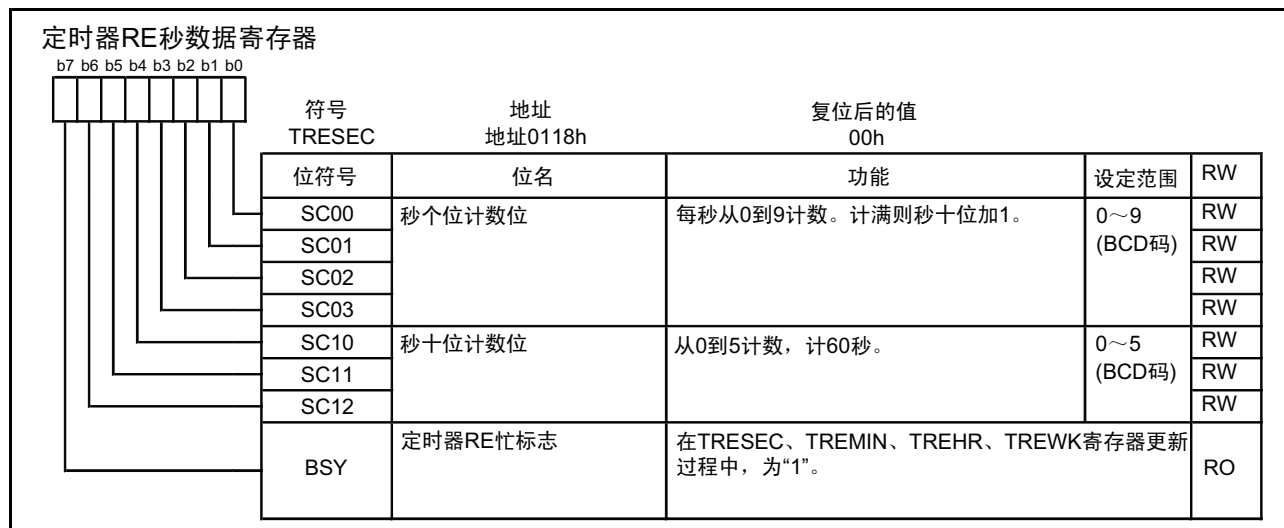 定时器RE秒数据寄存器
b7 b6 b5 b4 b3 b2 b1 b0
符号 地址 复位后的值
TRESEC 地址0118h 00h
位符号 位名 功能 设定范围 RW
SC00 秒个位计数位 每秒从0到9计数。计满则秒十位加1。 0～9 RW
SC01 (BCD码) RW
SC02 RW
SC03 RW
SC10 秒十位计数位 从0到5计数，计60秒。 0～5 RW
SC11 (BCD码) RW
SC12 RW
定时器RE忙标志 在TRESEC、TREMIN、TREHR、TREWK寄存器更新
BSY 过程中，为“1”。 RO